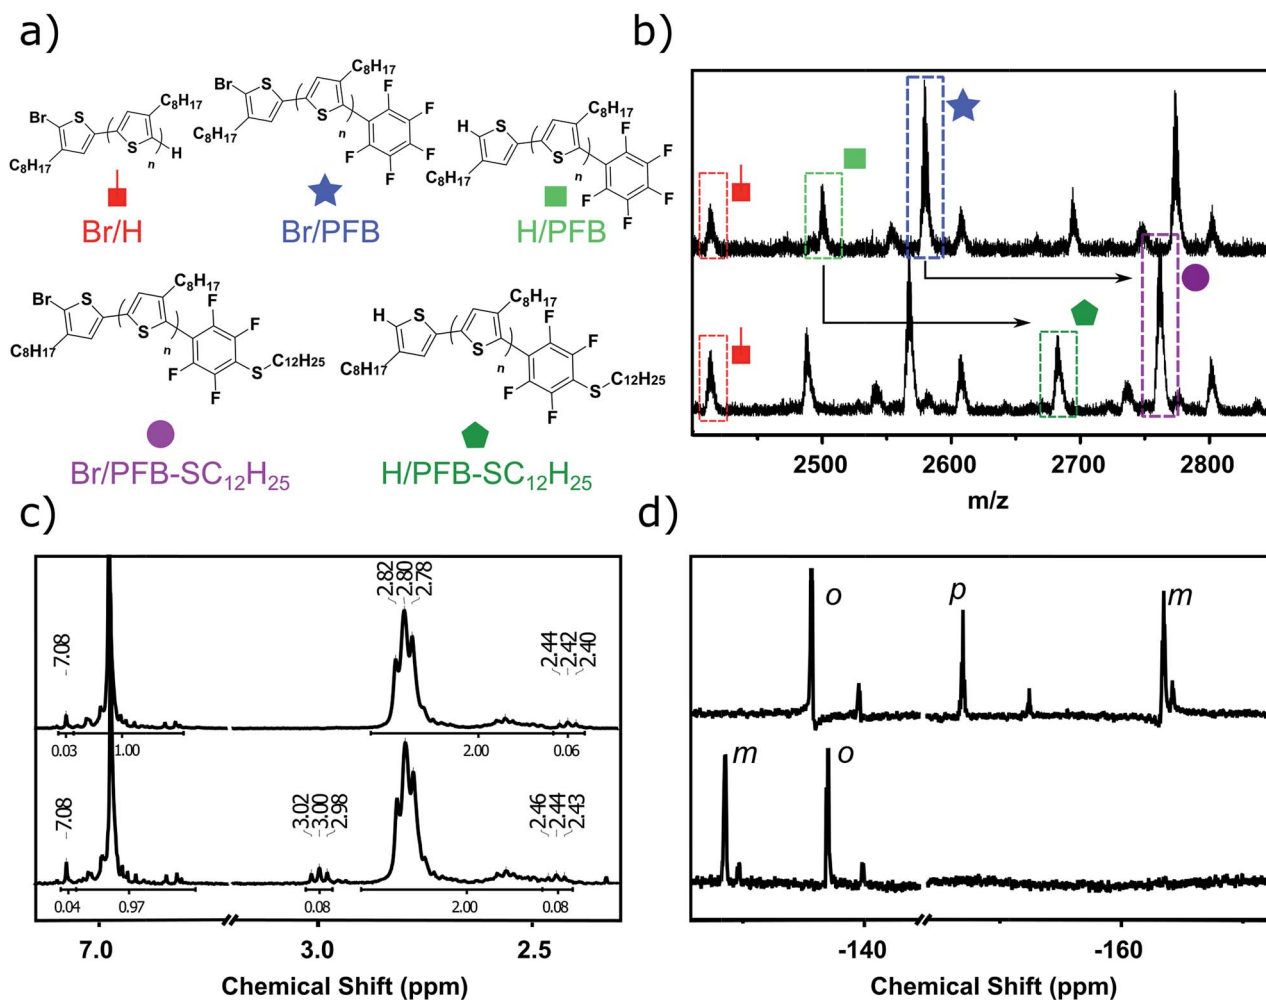 a)
Br
S
C₈H₁₇
C₈H₁₇
S
n
H
Br/H
Br
S
C₈H₁₇
C₈H₁₇
S
n
F
F
F
F
F
Br/PFB
H
S
C₈H₁₇
C₈H₁₇
S
n
F
F
F
F
F
H/PFB
Br
S
C₈H₁₇
C₈H₁₇
S
n
F
F
F
F
S
C₁₂H₂₅
Br/PFB-SC₁₂H₂₅
H
S
C₈H₁₇
C₈H₁₇
S
n
F
F
F
F
S
C₁₂H₂₅
H/PFB-SC₁₂H₂₅
b)
2500 2600 2700 2800
m/z
c)
7.08
2.82
2.80
2.78
2.44
2.42
2.40
0.03 1.00 2.00 0.06
7.08
3.02
3.00
2.98
2.46
2.44
2.43
0.04 0.97 0.08 2.00 0.08
7.0 3.0 2.5
Chemical Shift (ppm)
d)
o p m
m o
-140 -160
Chemical Shift (ppm)